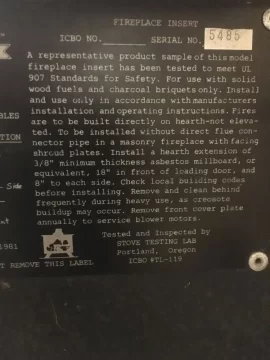 FIREPLACE INSERT
ICBO NO. SERIAL NO. 5485
A representative product sample of this model
fireplace insert has been tested to meet UL
907 Standards for Safety. For use with solid
wood fuels and charcoal briquets only. Install
and use only in accordance with manufacturers
installation and operating instructions. Fires
are to be built directly on hearth-not eleva-
ted. To be installed without direct flue con-
nector pipe in a masonry fireplace with facing
shroud plates. Install a hearth extension of
3/8" minimum thickness asbestos millboard, or
equivalent, 18" in front of loading door, and
8" to each side. Check local building codes
before installing. Remove and clean behind
frequently during heavy use, as creosote
buildup may occur. Remove front cover plate
annually to service blower motors.
BLES
TION
Side
1981
Tested and Inspected by
STOVE TESTING LAB
Portland, Oregon
ICBO #TL-119
T REMOVE THIS LABEL